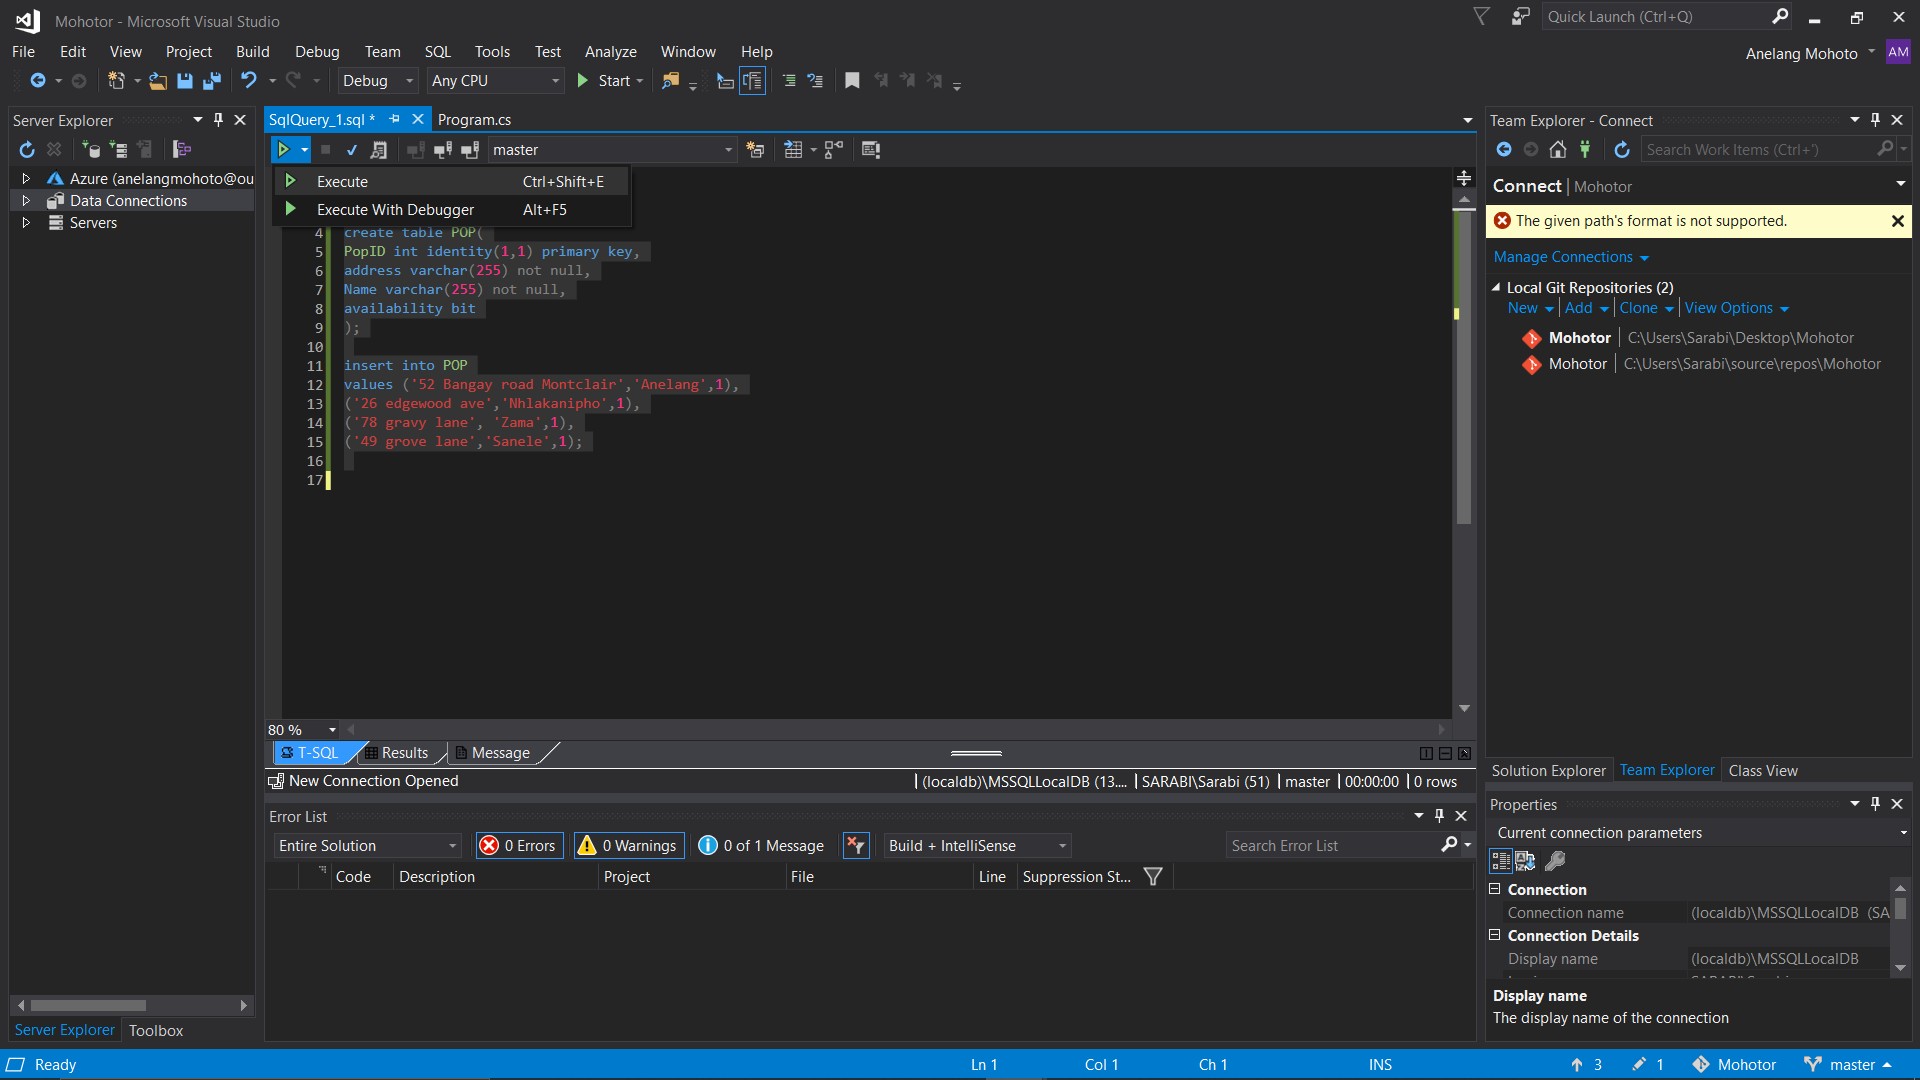 Mohotor - Microsoft Visual Studio
Quick Launch (Ctrl+Q)
File Edit View Project Build Debug Team SQL Tools Test Analyze Window Help
Anelang Mohoto AM
Debug Any CPU Start
Server Explorer
Azure (anelangmohoto@ou
Data Connections
Servers
SqlQuery_1.sql * Program.cs
master
Execute Ctrl+Shift+E
Execute With Debugger Alt+F5
4 create table POP(
5 PopID int identity(1,1) primary key,
6 address varchar(255) not null,
7 Name varchar(255) not null,
8 availability bit
9 );
10
11 insert into POP
12 values ('52 Bangay road Montclair','Anelang',1),
13 ('26 edgewood ave','Nhlakanipho',1),
14 ('78 gravy lane', 'Zama',1),
15 ('49 grove lane','Sanele',1);
16
17
80 %
T-SQL Results Message
New Connection Opened (localdb)\MSSQLLocalDB (13.... SARABI\Sarabi (51) master 00:00:00 0 rows
Error List
Entire Solution 0 Errors 0 Warnings 0 of 1 Message Build + IntelliSense Search Error List
Code Description Project File Line Suppression St...
Server Explorer Toolbox
Team Explorer - Connect
Search Work Items (Ctrl+')
Connect | Mohotor
The given path's format is not supported.
Manage Connections
Local Git Repositories (2)
New Add Clone View Options
Mohotor C:\Users\Sarabi\Desktop\Mohotor
Mohotor C:\Users\Sarabi\source\repos\Mohotor
Solution Explorer Team Explorer Class View
Properties
Current connection parameters
Connection
Connection name (localdb)\MSSQLLocalDB (SA
Connection Details
Display name (localdb)\MSSQLLocalDB
Display name
The display name of the connection
Ready Ln 1 Col 1 Ch 1 INS 3 1 Mohotor master